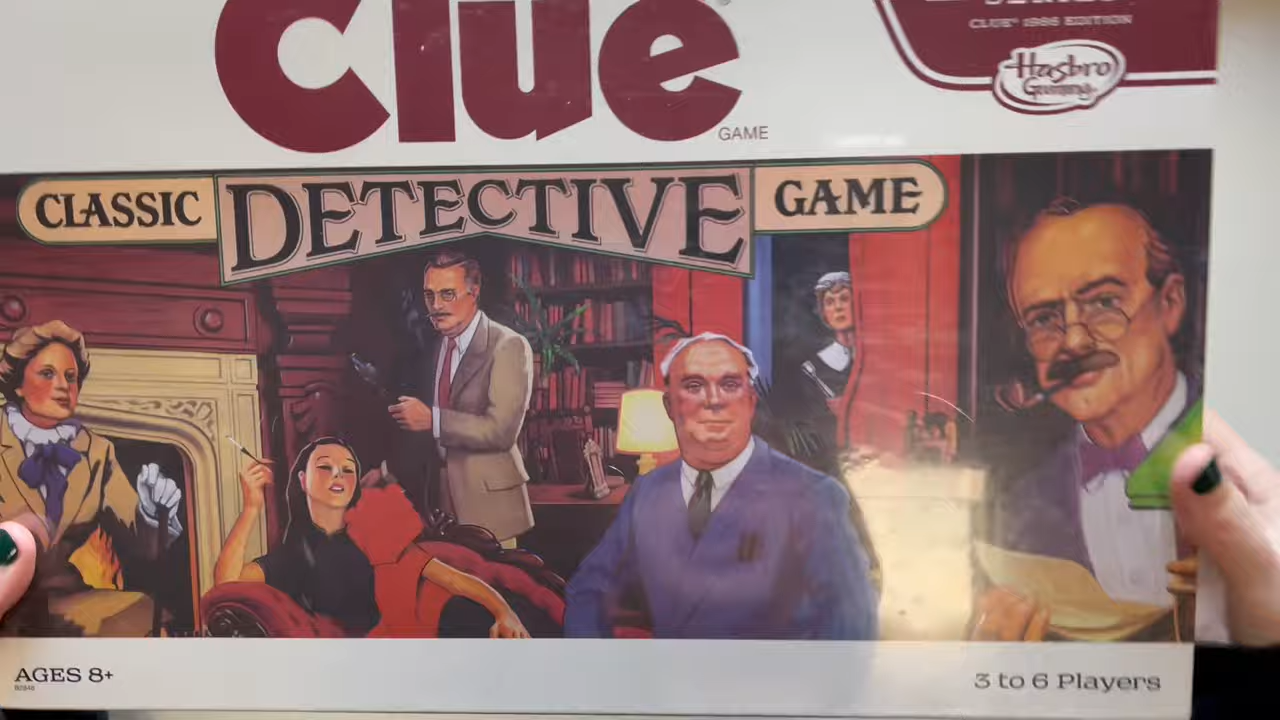 Clue
GAME
CLUE® 1986 EDITION
Hasbro
Gaming
CLASSIC DETECTIVE GAME
AGES 8+
3 to 6 Players